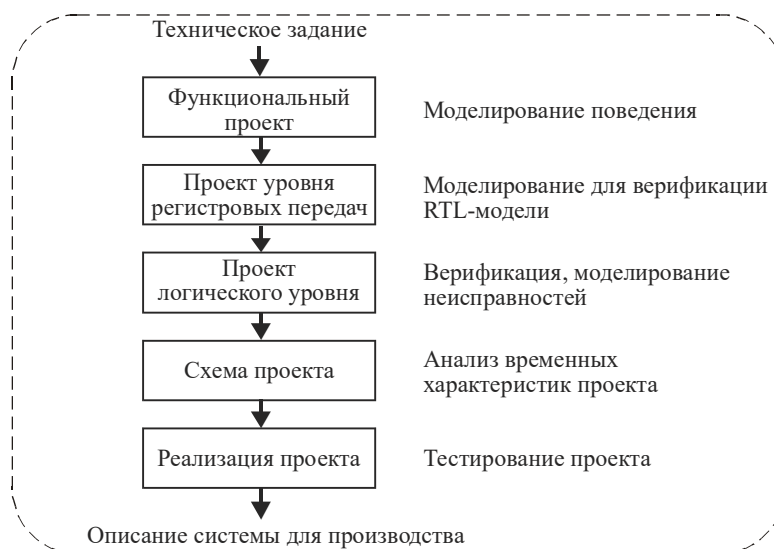 Техническое задание
Функциональный
проект
Моделирование поведения
Проект уровня
регистровых передач
Моделирование для верификации
RTL-модели
Проект
логического уровня
Верификация, моделирование
неисправностей
Схема проекта
Анализ временных
характеристик проекта
Реализация проекта
Тестирование проекта
Описание системы для производства